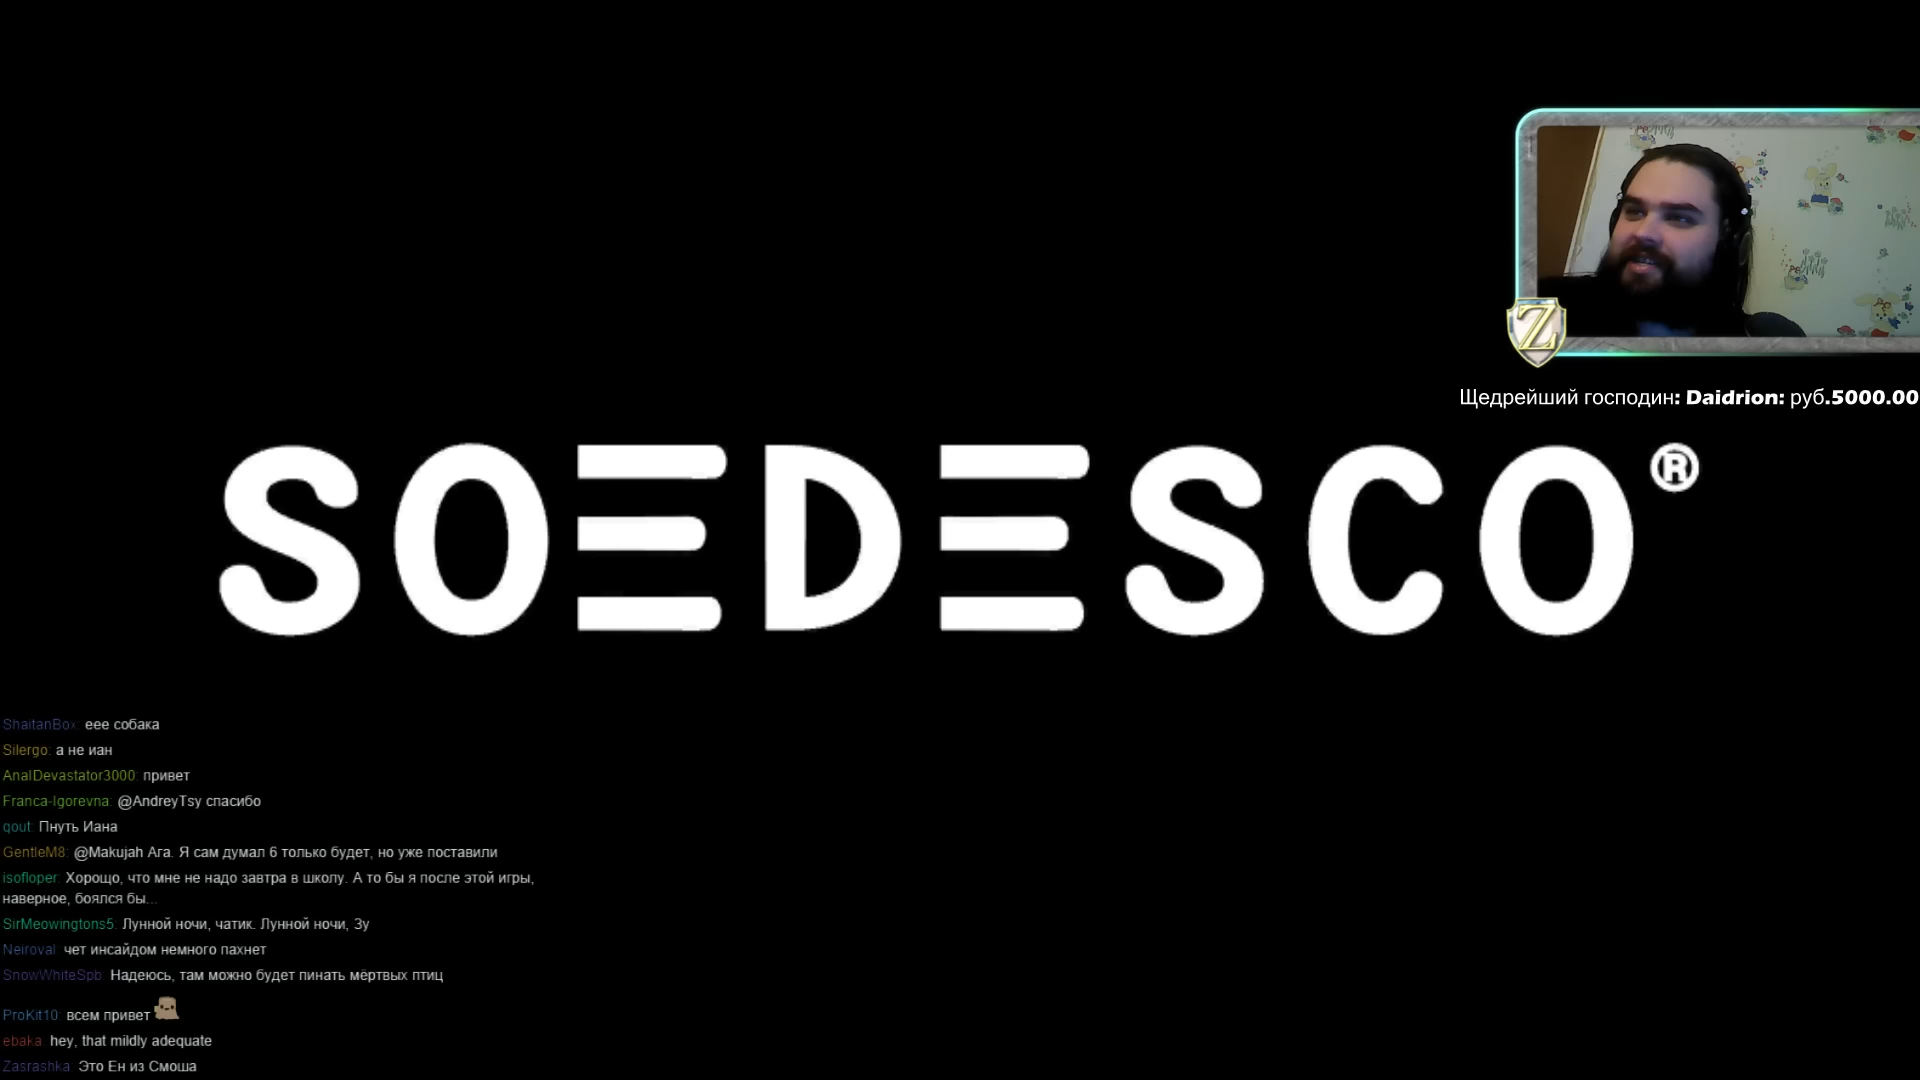 Z
Щедрейший господин: Daidrion: руб.5000.00
SOEDESCO®
ShaitanBox: еее собака
Silergo: а не иан
AnalDevastator3000: привет
Franca-Igorevna: @AndreyTsy спасибо
qout: Пнуть Иана
GentleM8: @Makujah Ага. Я сам думал 6 только будет, но уже поставили
isofloper: Хорощо, что мне не надо завтра в школу. А то бы я после этой игры,
наверное, боялся бы...
SirMeowingtons5: Лунной ночи, чатик. Лунной ночи, Зу
Neiroval: чет инсайдом немного пахнет
SnowWhiteSpb: Надеюсь, там можно будет пинать мёртвых птиц
ProKit10: всем привет
ebaka: hey, that mildly adequate
Zasrashka: Это Ен из Смоша